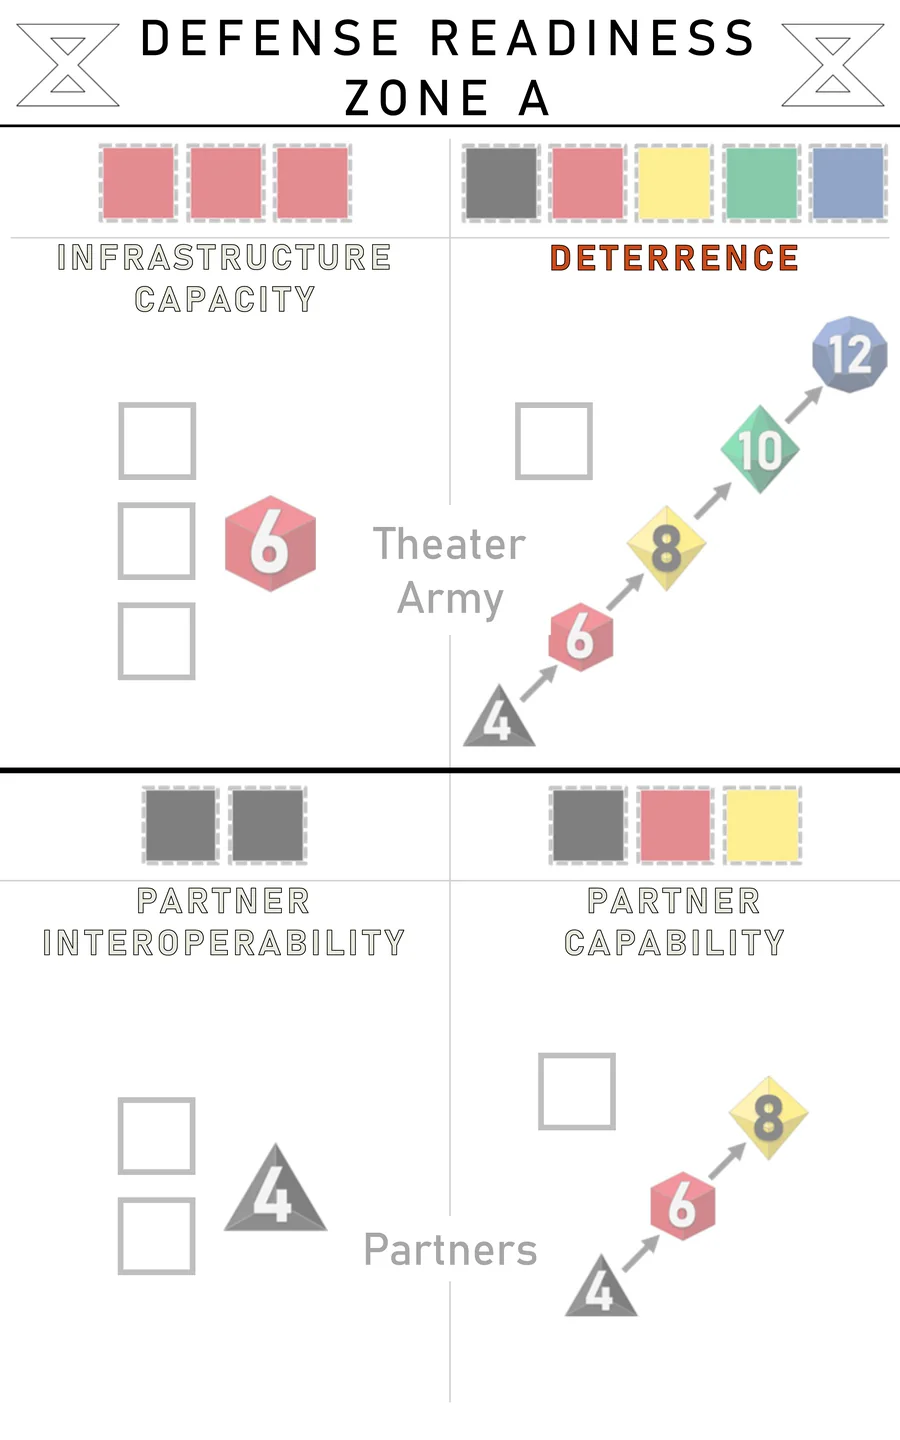 DEFENSE READINESS
ZONE A
INFRASTRUCTURE
CAPACITY
6
DETERRENCE
12
10
8
6
4
Theater
Army
PARTNER
INTEROPERABILITY
4
PARTNER
CAPABILITY
8
6
4
Partners